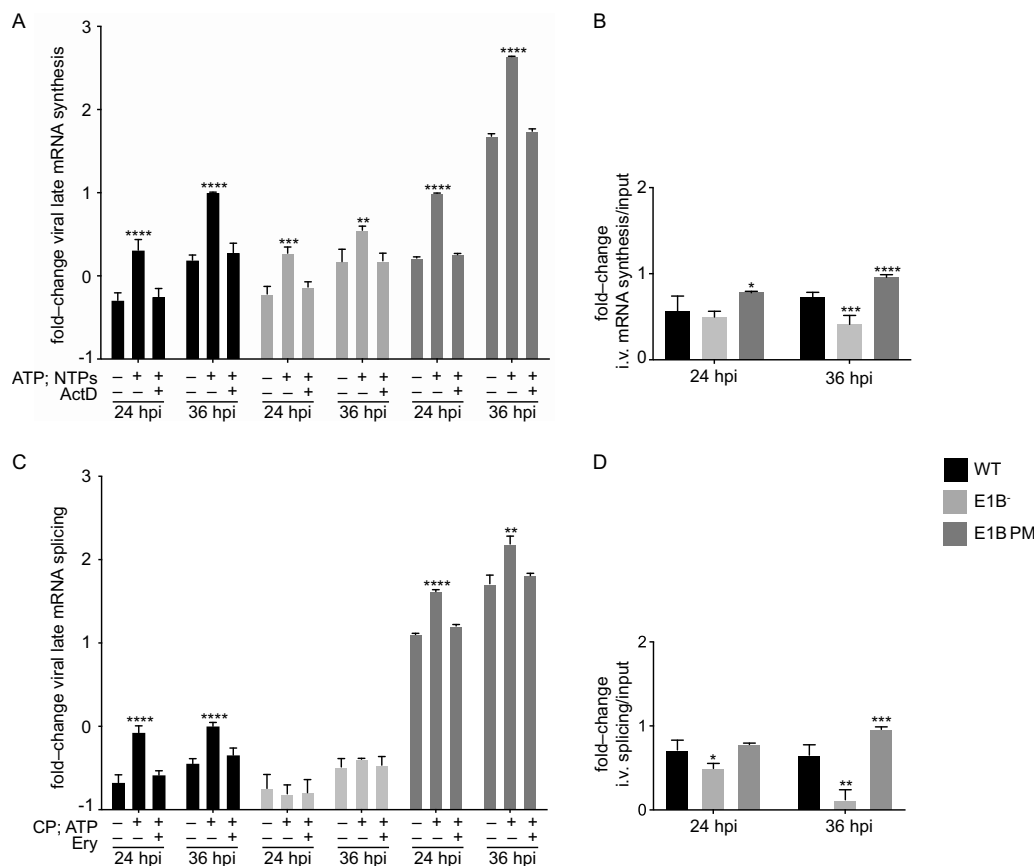 A
fold–change viral late mRNA synthesis
3
2
1
0
-1
**** **** *** ** **** ****
ATP; NTPs – + + – + + – + + – + + – + + – + +
ActD – – + – – + – – + – – + – – + – – +
24 hpi 36 hpi 24 hpi 36 hpi 24 hpi 36 hpi
B
fold–change
i.v. mRNA synthesis/input
2
1
0
* *** ****
24 hpi 36 hpi
C
fold–change viral late mRNA splicing
3
2
1
-0
-1
**** **** **** **
CP; ATP – + + – + + – + + – + + – + + – + +
Ery – – + – – + – – + – – + – – + – – +
24 hpi 36 hpi 24 hpi 36 hpi 24 hpi 36 hpi
D
fold–change
i.v. splicing/input
2
1
0
* ** ***
24 hpi 36 hpi
WT
E1B-
E1B PM